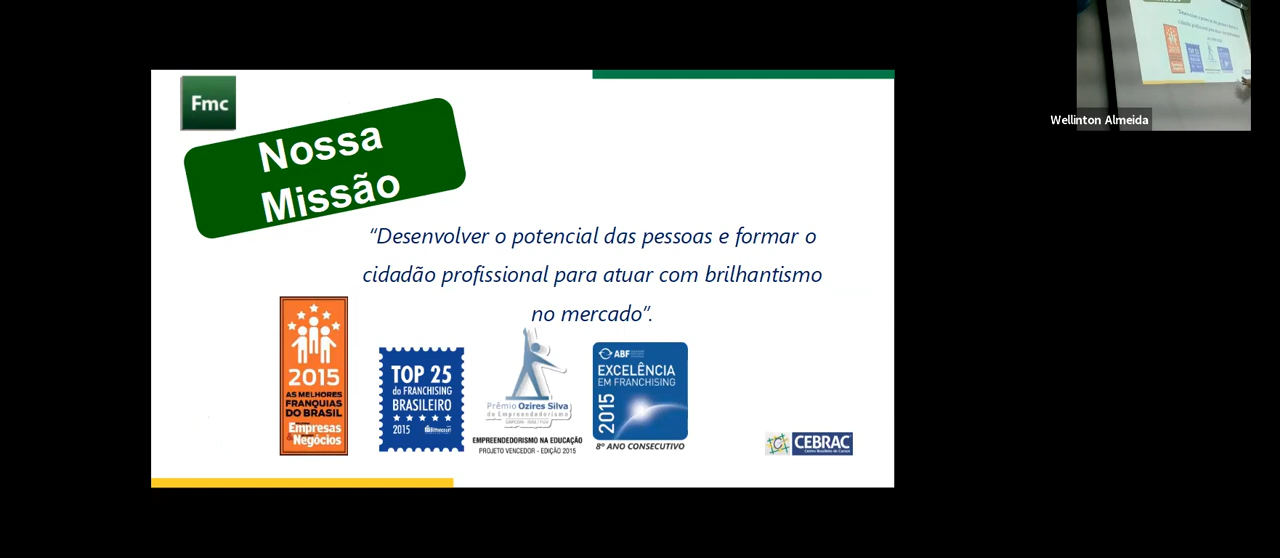 Fmc
Nossa
Missão
“Desenvolver o potencial das pessoas e formar o
cidadão profissional para atuar com brilhantismo
no mercado”.
2015
AS MELHORES
FRANQUIAS
DO BRASIL
Empresas
& Negócios
TOP 25
do FRANCHISING
BRASILEIRO
2015
Bittencourt
Prêmio Ozires Silva
de Empreendedorismo
EMPREENDEDORISMO NA EDUCAÇÃO
PROJETO VENCEDOR - EDIÇÃO 2015
ABF
EXCELÊNCIA
EM FRANCHISING
2015
8º ANO CONSECUTIVO
CEBRAC
Centro Brasileiro de Cursos
Wellinton Almeida